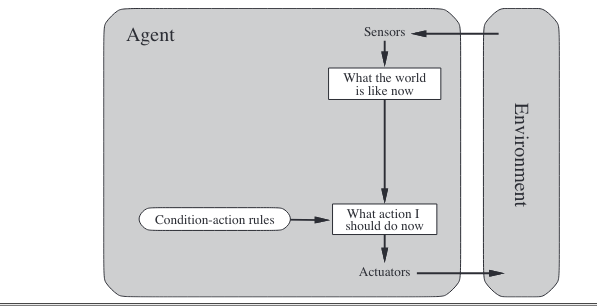 Agent
Sensors
What the world
is like now
Environment
Condition-action rules
What action I
should do now
Actuators